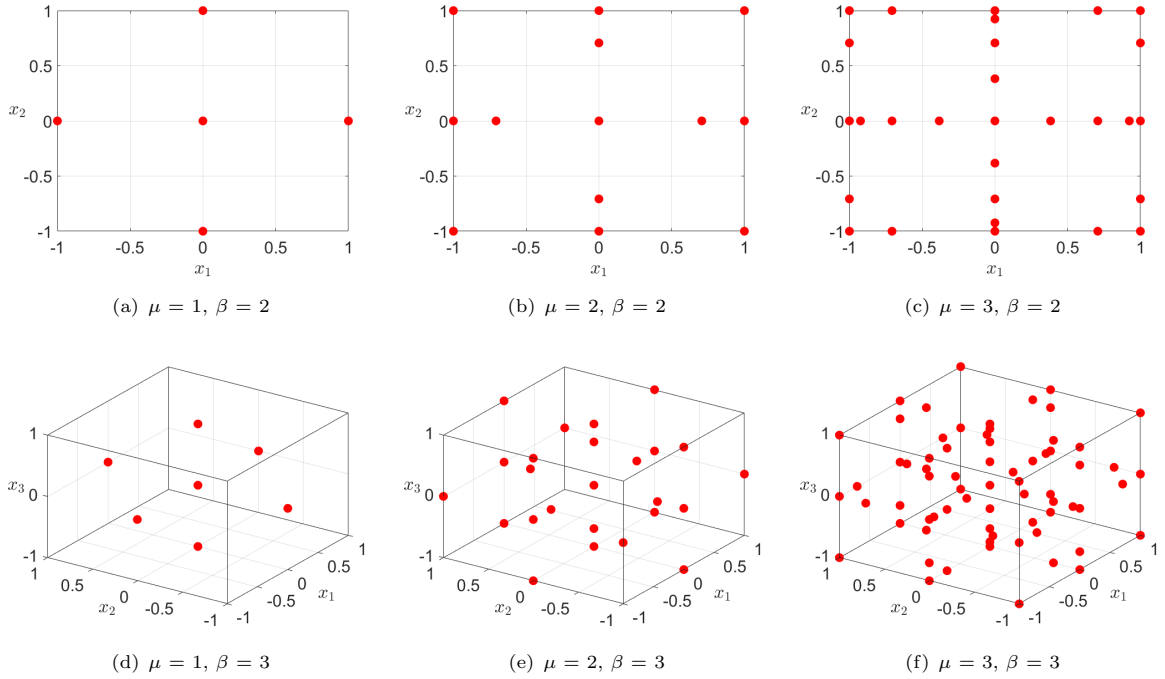 1
0.5
x₂ 0
-0.5
-1
-1 -0.5 0 0.5 1
x₁
(a) μ = 1, β = 2
1
0.5
x₂ 0
-0.5
-1
-1 -0.5 0 0.5 1
x₁
(b) μ = 2, β = 2
1
0.5
x₂ 0
-0.5
-1
-1 -0.5 0 0.5 1
x₁
(c) μ = 3, β = 2
1
x₃ 0
-1
1 0.5 0 -0.5 -1
x₂
-1 -0.5 0 0.5 1
x₁
(d) μ = 1, β = 3
1
x₃ 0
-1
1 0.5 0 -0.5 -1
x₂
-1 -0.5 0 0.5 1
x₁
(e) μ = 2, β = 3
1
x₃ 0
-1
1 0.5 0 -0.5 -1
x₂
-1 -0.5 0 0.5 1
x₁
(f) μ = 3, β = 3